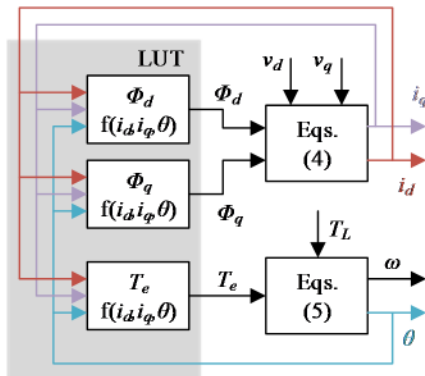 LUT
Φd
f(id,iq,θ)
Φq
f(id,iq,θ)
Te
f(id,iq,θ)
Φd
Φq
Te
vd
vq
Eqs.
(4)
TL
Eqs.
(5)
iq
id
ω
θ